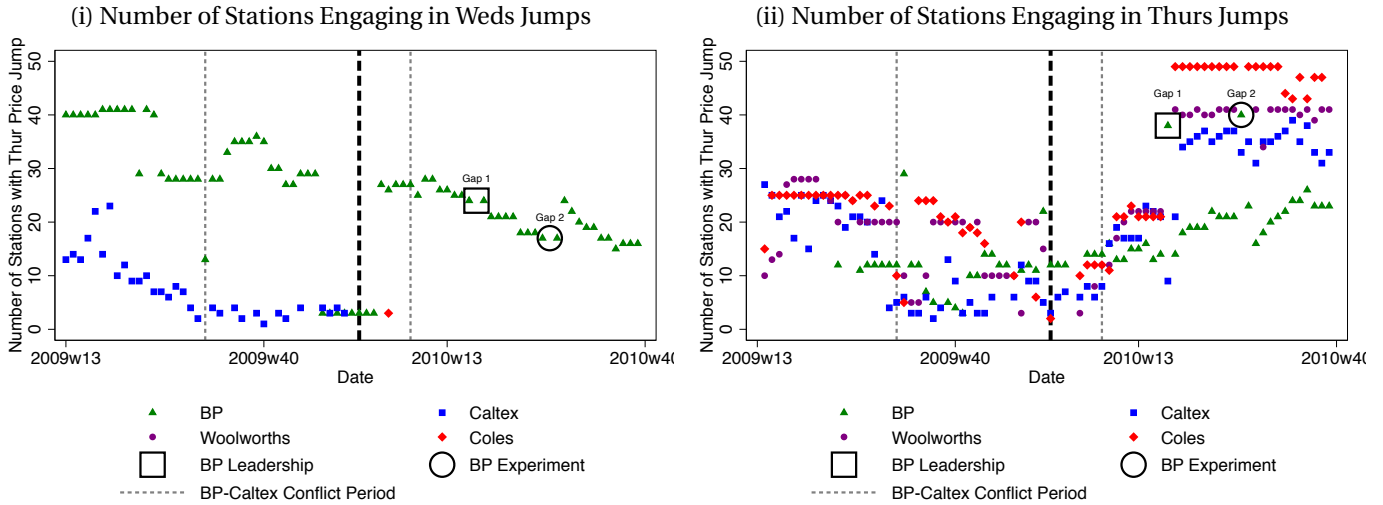 (i) Number of Stations Engaging in Weds Jumps
Number of Stations with Thur Price Jump
50
40
30
20
10
0
Gap 1
Gap 2
2009w13 2009w40 2010w13 2010w40
Date
BP Caltex
Woolworths Coles
BP Leadership BP Experiment
BP-Caltex Conflict Period
(ii) Number of Stations Engaging in Thurs Jumps
Number of Stations with Thur Price Jump
50
40
30
20
10
0
Gap 1 Gap 2
2009w13 2009w40 2010w13 2010w40
Date
BP Caltex
Woolworths Coles
BP Leadership BP Experiment
BP-Caltex Conflict Period